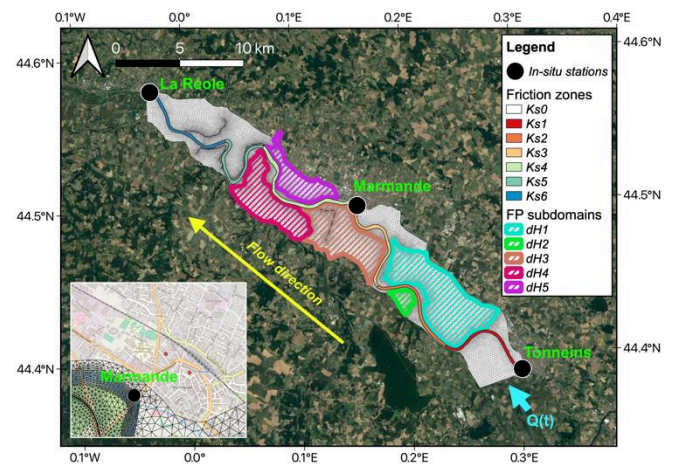 0.1°W
0.0°
0.1°E
0.2°E
0.3°E
0.4°E
44.6°N
44.6°N
0
5
10 km
La Réole
Legend
In-situ stations
Friction zones
Ks0
Ks1
Ks2
Ks3
Ks4
Ks5
Ks6
FP subdomains
dH1
dH2
dH3
dH4
dH5
44.5°N
44.5°N
Marmande
Flow direction
44.4°N
44.4°N
Tonneins
Q(t)
Marmande
0.1°W
0.0°
0.1°E
0.2°E
0.3°E